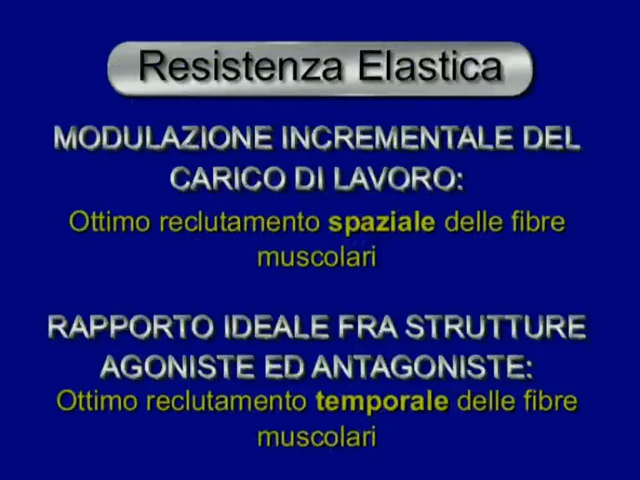 Resistenza Elastica
MODULAZIONE INCREMENTALE DEL
CARICO DI LAVORO:
Ottimo reclutamento spaziale delle fibre
muscolari
RAPPORTO IDEALE FRA STRUTTURE
AGONISTE ED ANTAGONISTE:
Ottimo reclutamento temporale delle fibre
muscolari